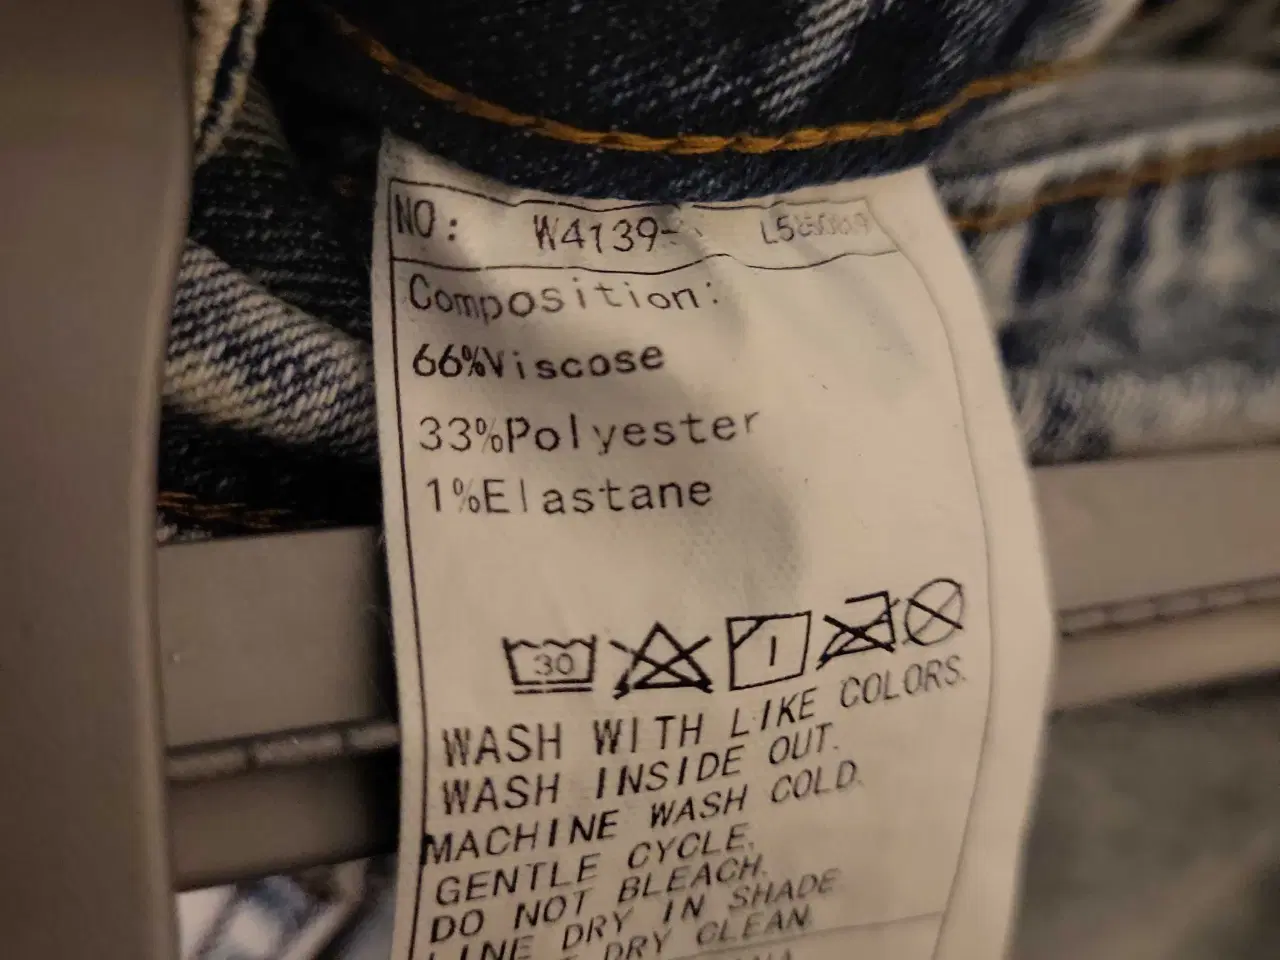 NO: W4139-
Composition:
66%Viscose
33%Polyester
1%Elastane
30
WASH WITH LIKE COLORS.
WASH INSIDE OUT.
MACHINE WASH COLD.
GENTLE CYCLE.
DO NOT BLEACH.
LINE DRY IN SHADE
DRY CLEAN